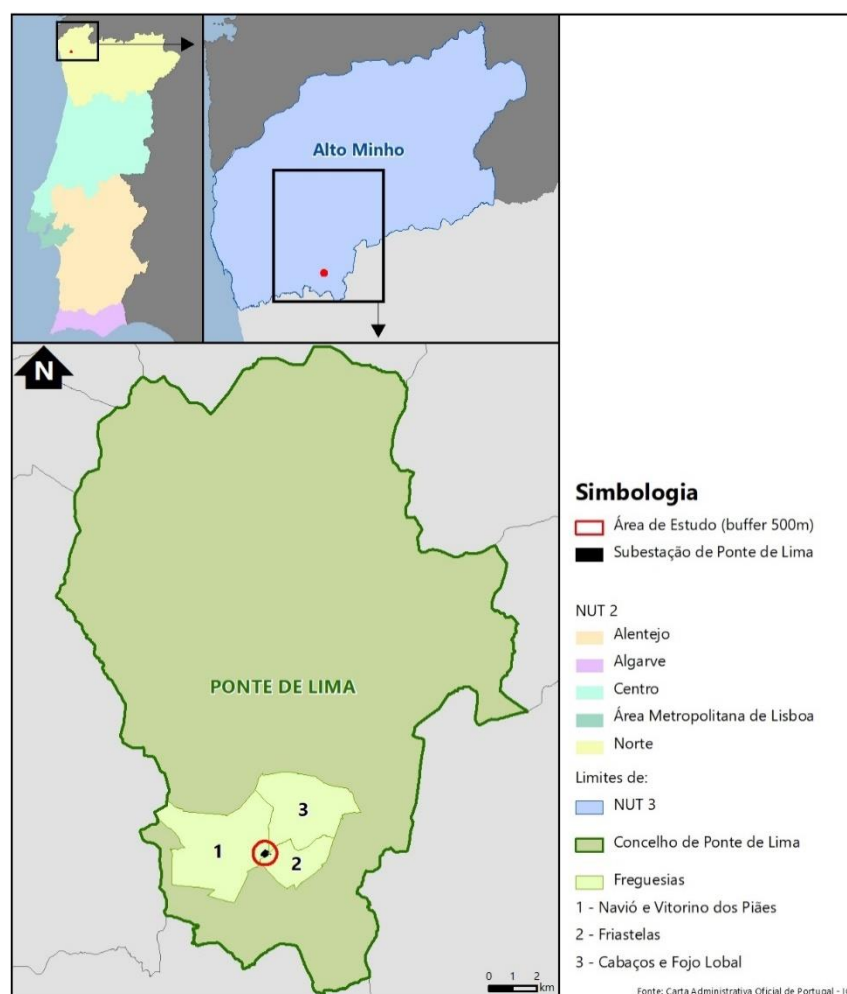 Alto Minho
N
PONTE DE LIMA
1
2
3
0 1 2
km
Simbologia
Área de Estudo (buffer 500m)
Subestação de Ponte de Lima
NUT 2
Alentejo
Algarve
Centro
Área Metropolitana de Lisboa
Norte
Limites de:
NUT 3
Concelho de Ponte de Lima
Freguesias
1 - Navió e Vitorino dos Piães
2 - Friastelas
3 - Cabaços e Fojo Lobal
Fonte: Carta Administrativa Oficial de Portugal -